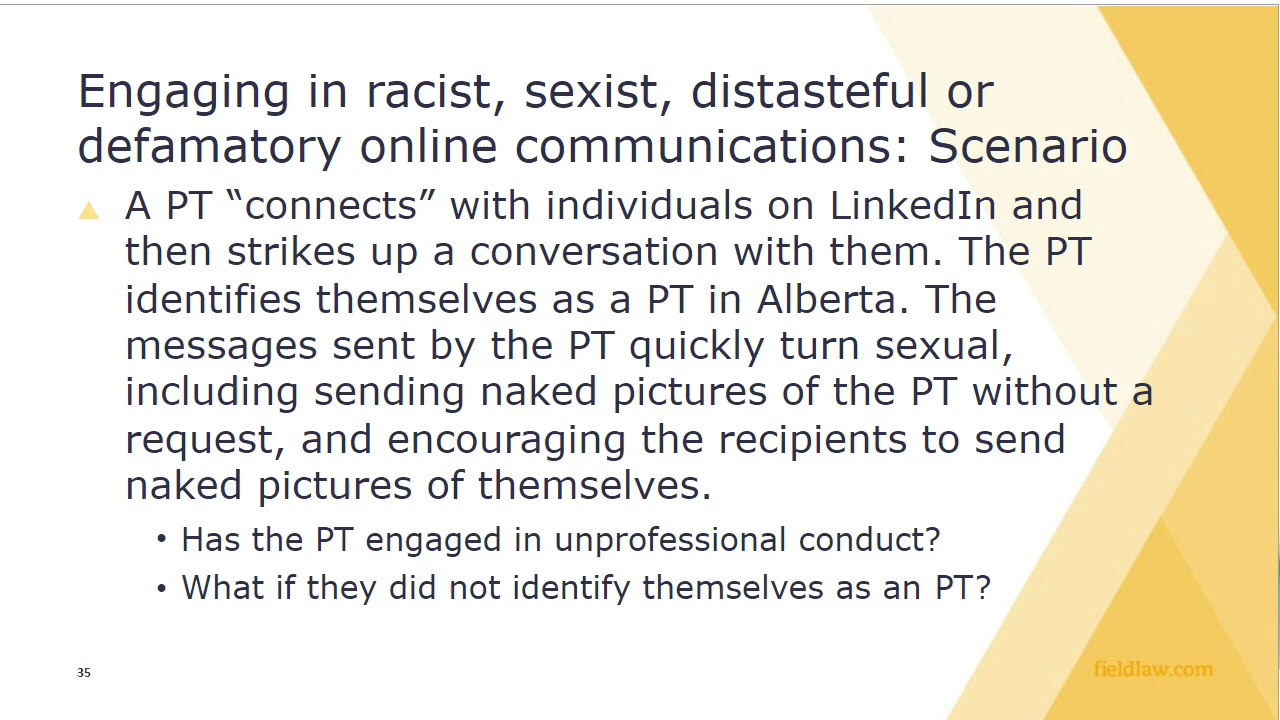 Engaging in racist, sexist, distasteful or
defamatory online communications: Scenario
A PT “connects” with individuals on LinkedIn and
then strikes up a conversation with them. The PT
identifies themselves as a PT in Alberta. The
messages sent by the PT quickly turn sexual,
including sending naked pictures of the PT without a
request, and encouraging the recipients to send
naked pictures of themselves.
• Has the PT engaged in unprofessional conduct?
• What if they did not identify themselves as an PT?
35
fieldlaw.com